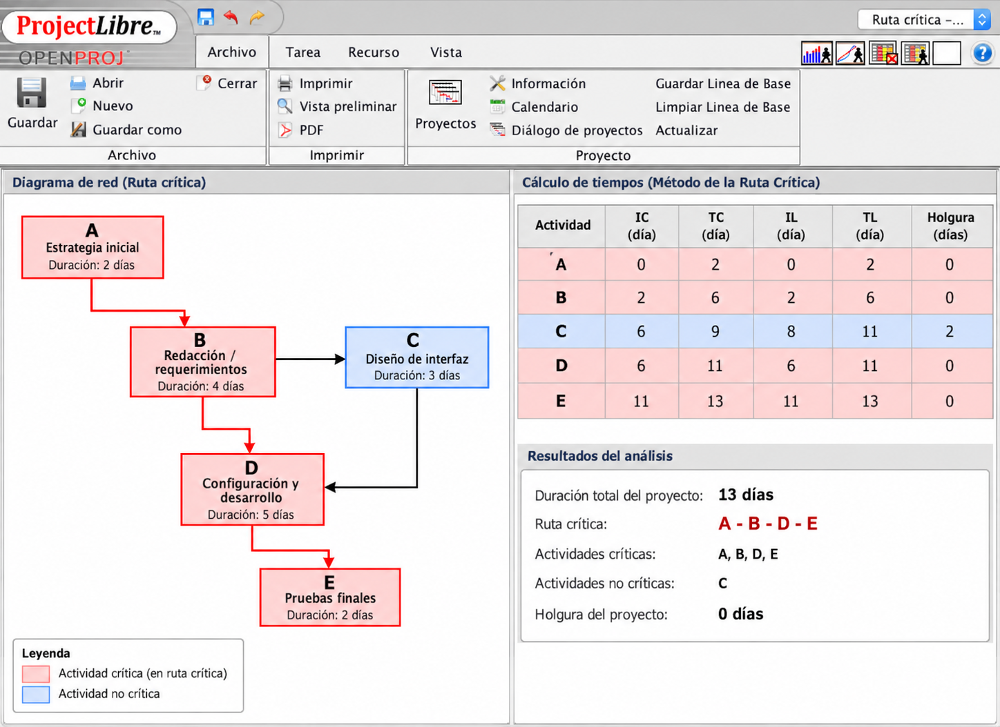 ProjectLibre™
OPENPROJ
Ruta crítica –...
Archivo Tarea Recurso Vista
Guardar
Abrir
Nuevo
Guardar como
Cerrar
Archivo
Imprimir
Vista preliminar
PDF
Imprimir
Proyectos
Información
Calendario
Diálogo de proyectos
Guardar Linea de Base
Limpiar Linea de Base
Actualizar
Proyecto
Diagrama de red (Ruta crítica)
A
Estrategia inicial
Duración: 2 días
B
Redacción /
requerimientos
Duración: 4 días
C
Diseño de interfaz
Duración: 3 días
D
Configuración y
desarrollo
Duración: 5 días
E
Pruebas finales
Duración: 2 días
Leyenda
Actividad crítica (en ruta crítica)
Actividad no crítica
Cálculo de tiempos (Método de la Ruta Crítica)
Actividad IC (día) TC (día) IL (día) TL (día) Holgura (días)
A 0 2 0 2 0
B 2 6 2 6 0
C 6 9 8 11 2
D 6 11 6 11 0
E 11 13 11 13 0
Resultados del análisis
Duración total del proyecto: 13 días
Ruta crítica: A - B - D - E
Actividades críticas: A, B, D, E
Actividades no críticas: C
Holgura del proyecto: 0 días